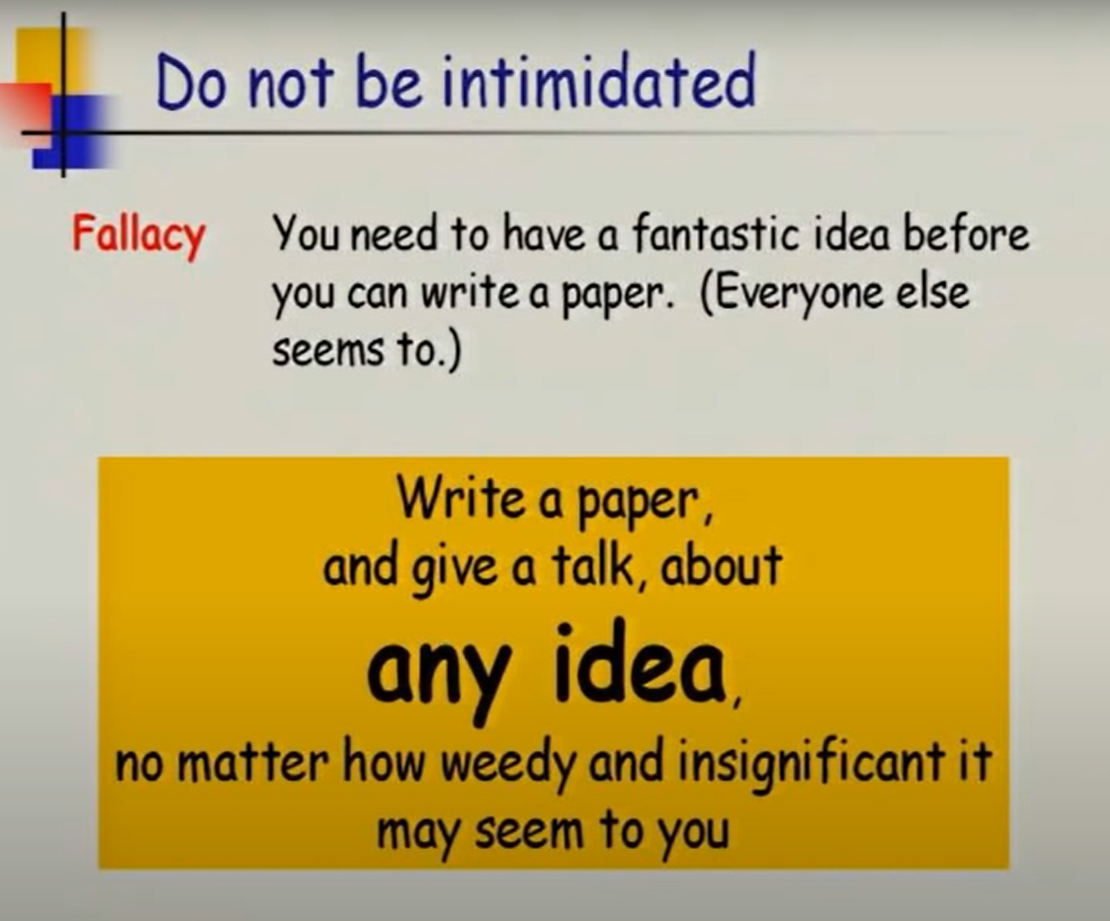 Do not be intimidated
Fallacy You need to have a fantastic idea before
you can write a paper. (Everyone else
seems to.)
Write a paper,
and give a talk, about
any idea,
no matter how weedy and insignificant it
may seem to you